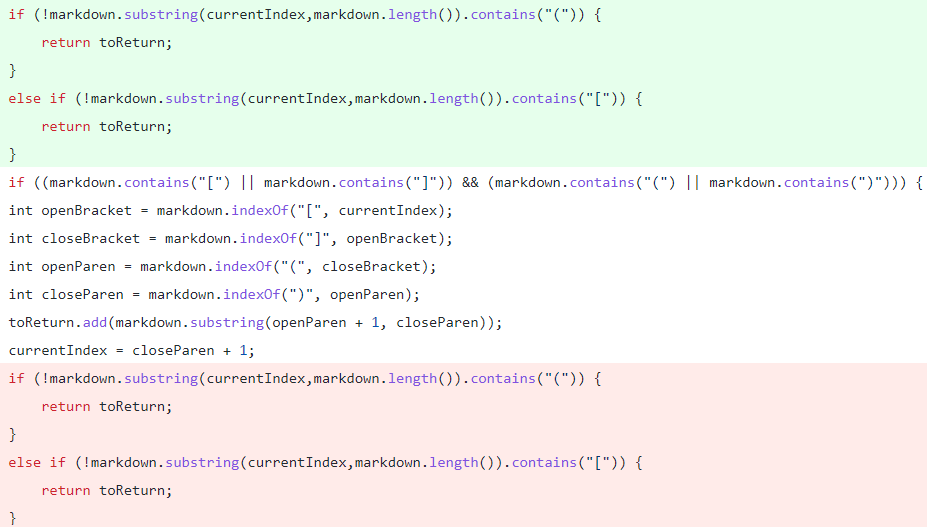 if (!markdown.substring(currentIndex,markdown.length()).contains("(")) {
    return toReturn;
}
else if (!markdown.substring(currentIndex,markdown.length()).contains("[")) {
    return toReturn;
}
if ((markdown.contains("[") || markdown.contains("]")) && (markdown.contains("(") || markdown.contains(")"))) {
int openBracket = markdown.indexOf("[", currentIndex);
int closeBracket = markdown.indexOf("]", openBracket);
int openParen = markdown.indexOf("(", closeBracket);
int closeParen = markdown.indexOf(")", openParen);
toReturn.add(markdown.substring(openParen + 1, closeParen));
currentIndex = closeParen + 1;
if (!markdown.substring(currentIndex,markdown.length()).contains("(")) {
    return toReturn;
}
else if (!markdown.substring(currentIndex,markdown.length()).contains("[")) {
    return toReturn;
}